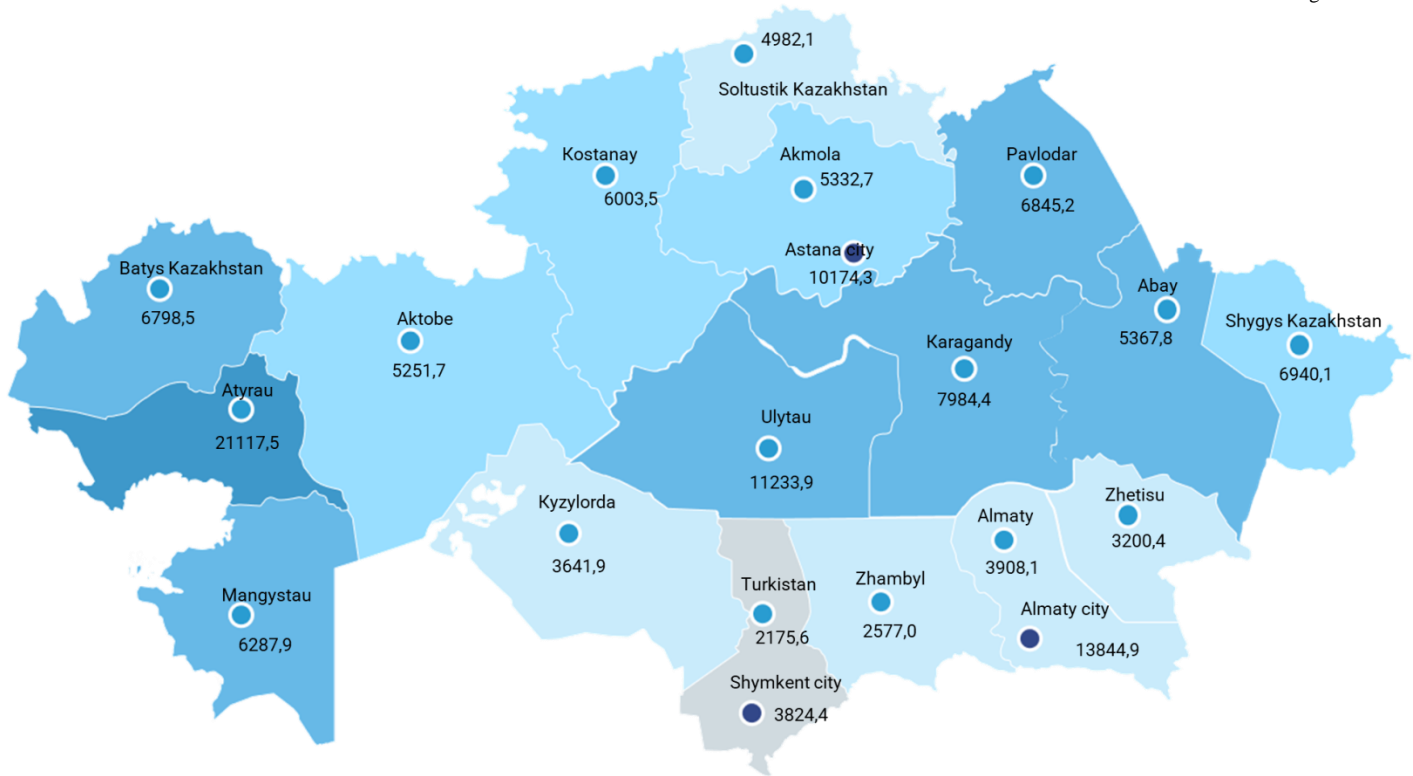 4982,1
Soltustik Kazakhstan
Kostanay
6003,5
Akmola
5332,7
Pavlodar
6845,2
Astana city
10174,3
Batys Kazakhstan
6798,5
Aktobe
5251,7
Abay
5367,8
Shygys Kazakhstan
6940,1
Karagandy
7984,4
Atyrau
21117,5
Ulytau
11233,9
Kyzylorda
3641,9
Zhetisu
3200,4
Almaty
3908,1
Mangystau
6287,9
Turkistan
2175,6
Zhambyl
2577,0
Almaty city
13844,9
Shymkent city
3824,4